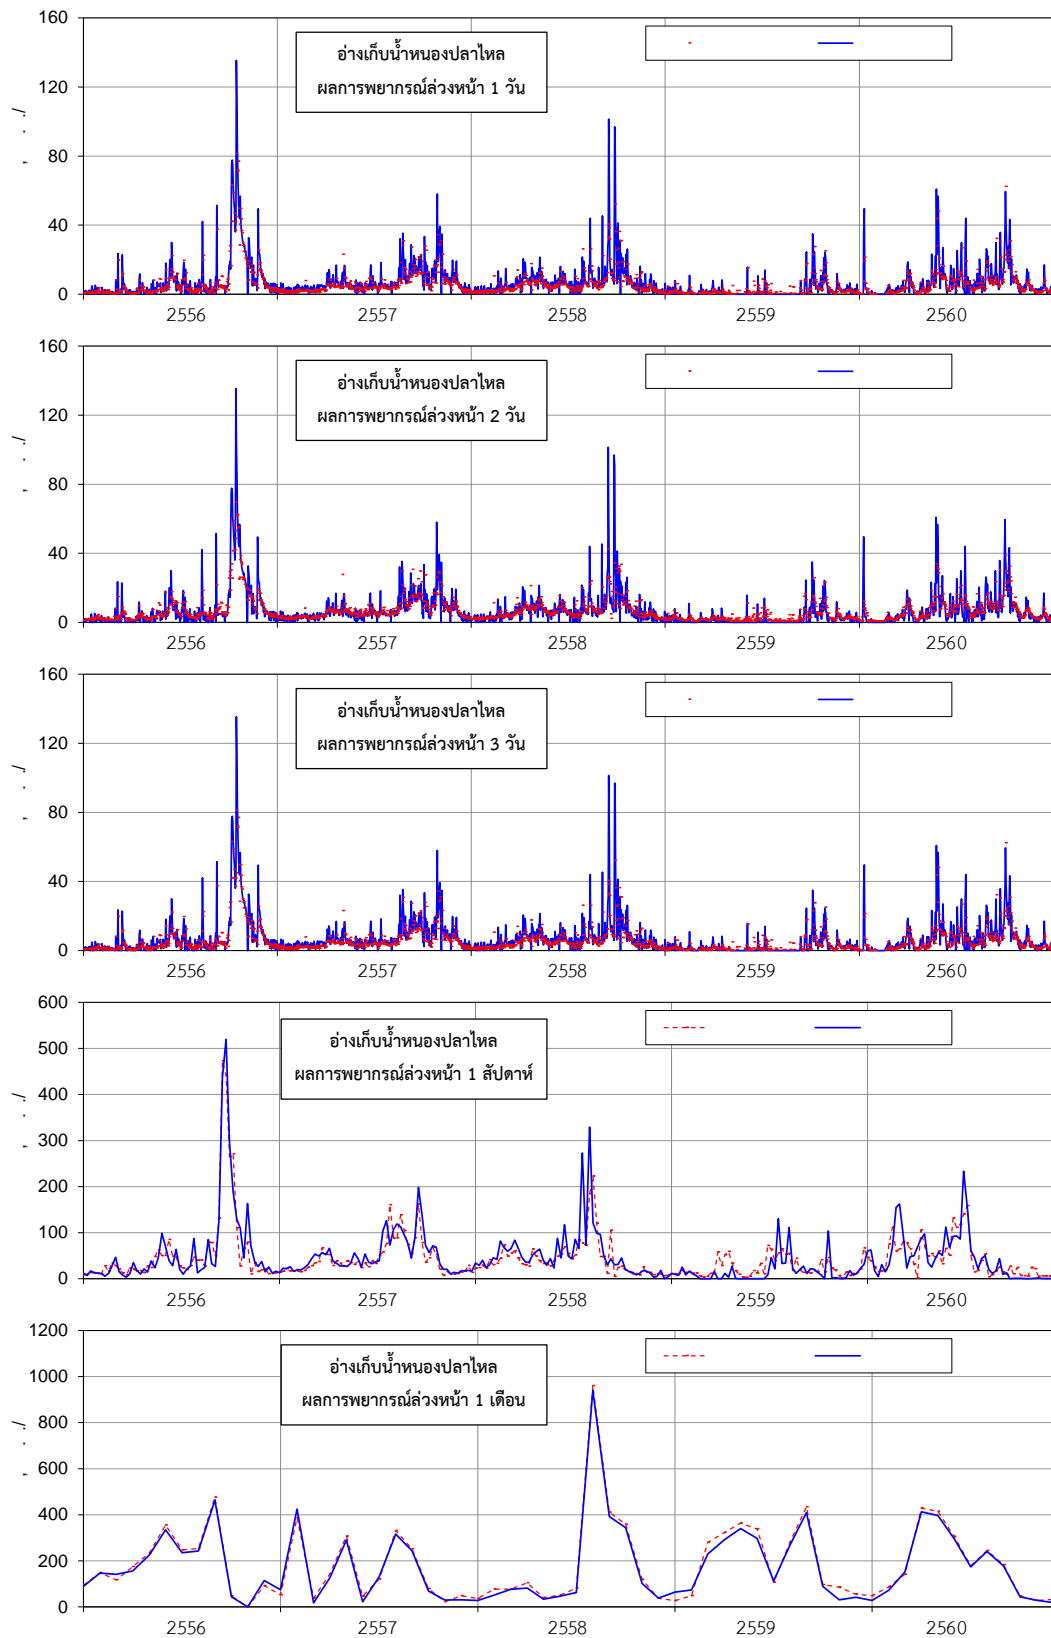 160
อ่างเก็บน้ำหนองปลาไหล
ผลการพยากรณ์ล่วงหน้า 1 วัน
120
80
40
0
2556 2557 2558 2559 2560
, . ./
160
อ่างเก็บน้ำหนองปลาไหล
ผลการพยากรณ์ล่วงหน้า 2 วัน
120
80
40
0
2556 2557 2558 2559 2560
, . ./
160
อ่างเก็บน้ำหนองปลาไหล
ผลการพยากรณ์ล่วงหน้า 3 วัน
120
80
40
0
2556 2557 2558 2559 2560
, . ./
600
อ่างเก็บน้ำหนองปลาไหล
ผลการพยากรณ์ล่วงหน้า 1 สัปดาห์
500
400
300
200
100
0
2556 2557 2558 2559 2560
, . ./
1200
อ่างเก็บน้ำหนองปลาไหล
ผลการพยากรณ์ล่วงหน้า 1 เดือน
1000
800
600
400
200
0
2556 2557 2558 2559 2560
, . ./